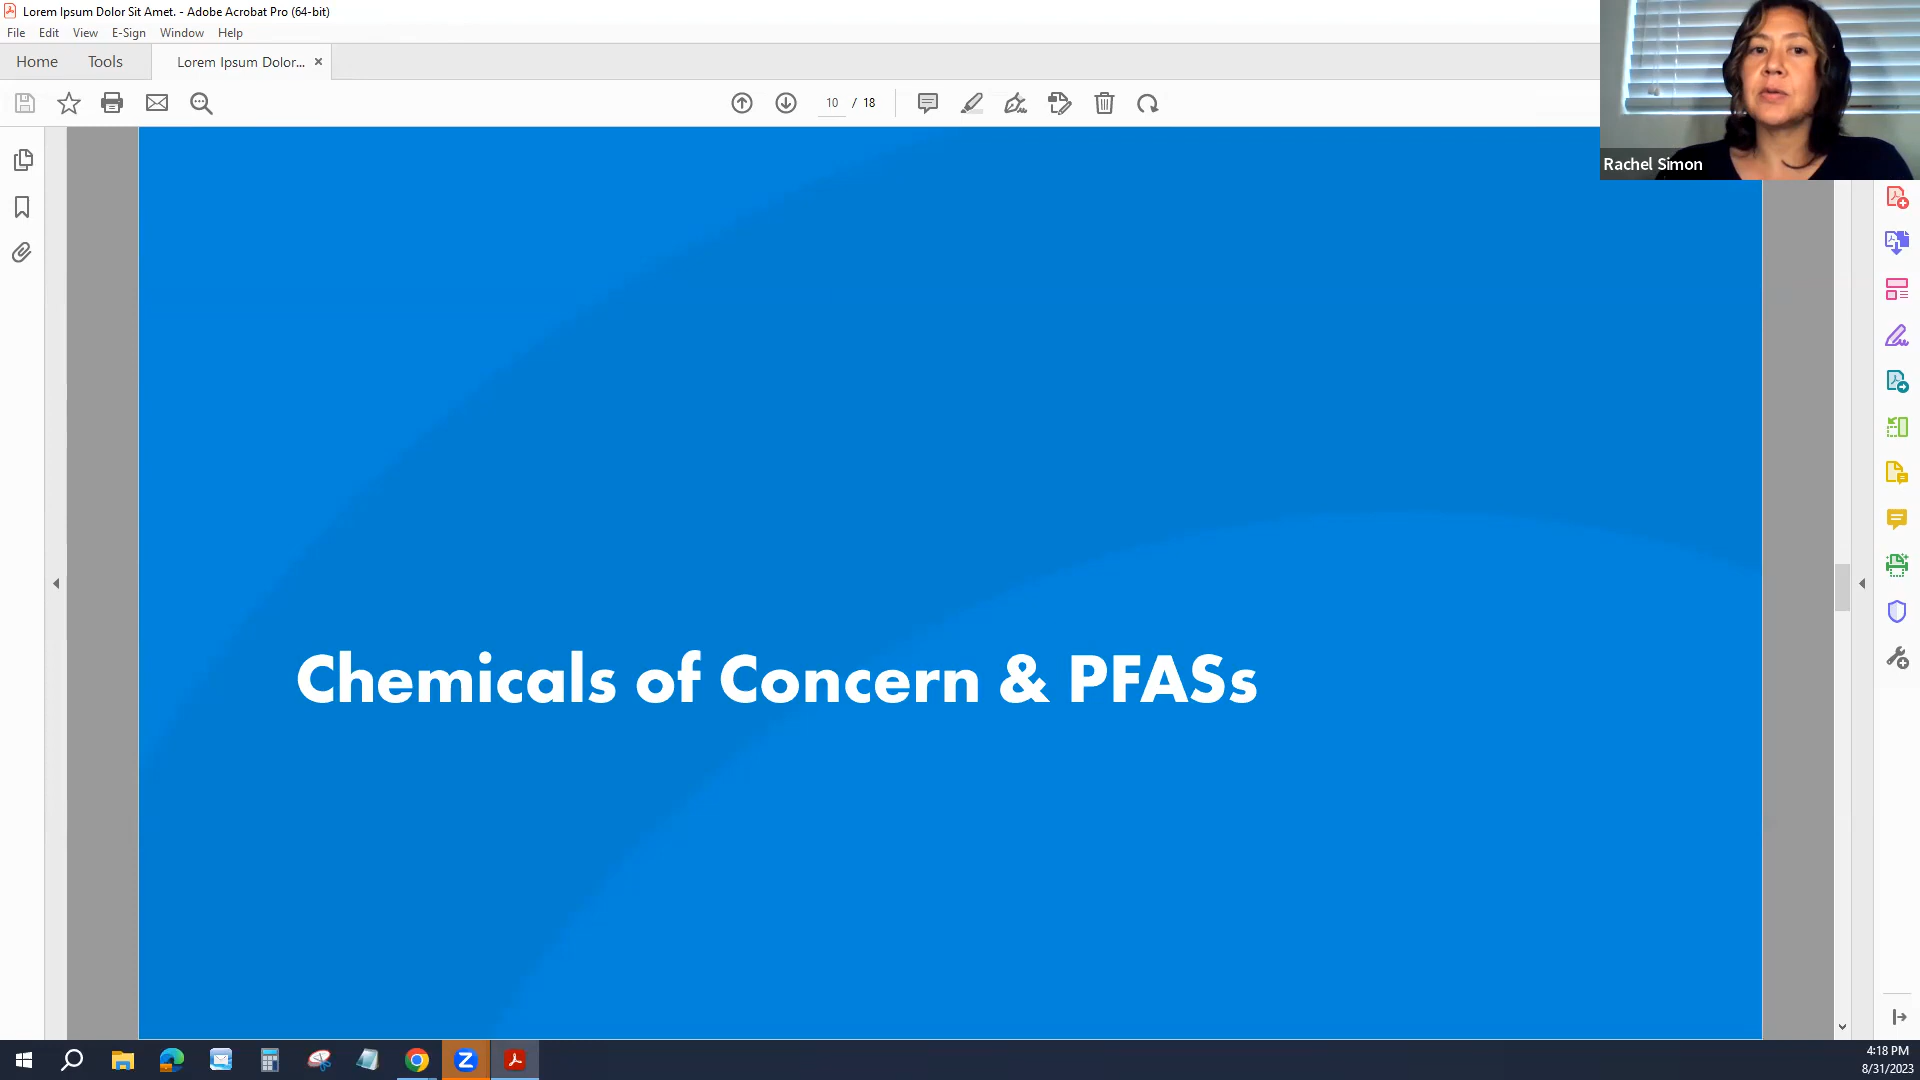 Lorem Ipsum Dolor Sit Amet. - Adobe Acrobat Pro (64-bit)
File Edit View E-Sign Window Help
Home Tools Lorem Ipsum Dolor... ×
10 / 18
Rachel Simon
Chemicals of Concern & PFASs
4:18 PM
8/31/2023